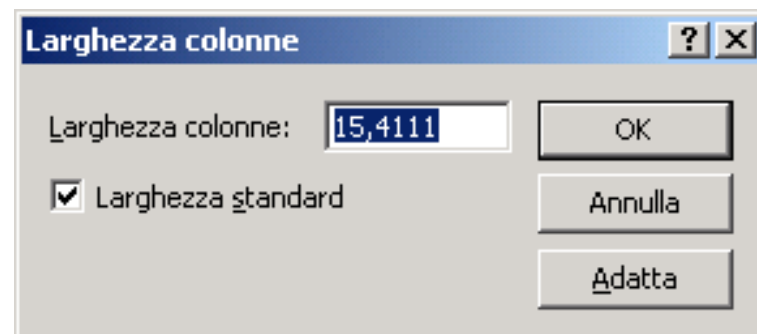 Larghezza colonne
Larghezza colonne: 15,4111 OK
Larghezza standard Annulla
Adatta